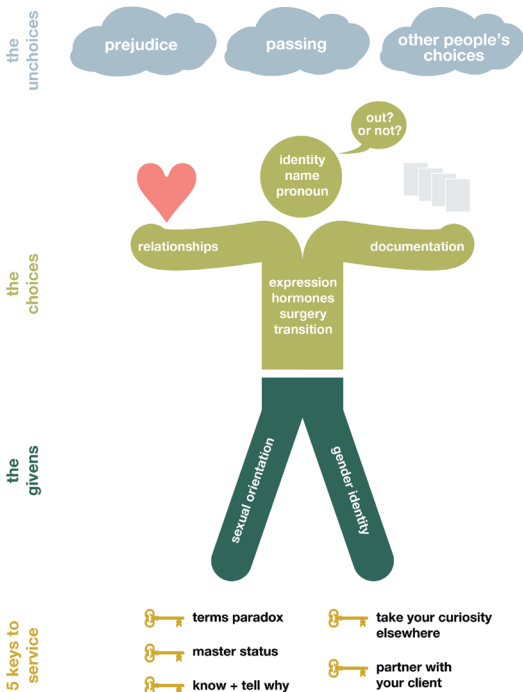 the
unchoices
prejudice
passing
other people's
choices
out?
or not?
identity
name
pronoun
the
choices
relationships
documentation
expression
hormones
surgery
transition
the
givens
sexual orientation
gender identity
5 keys to
service
terms paradox
master status
know + tell why
take your curiosity
elsewhere
partner with
your client